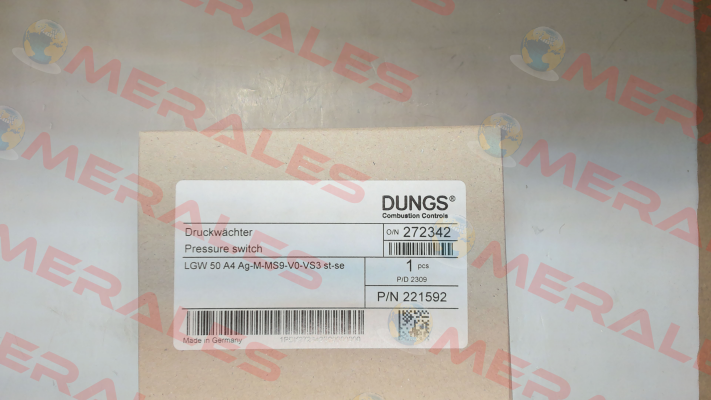 DUNGS®
Combustion Controls
Druckwächter
Pressure switch
O/N 272342
LGW 50 A4 Ag-M-MS9-V0-VS3 st-se
1 pcs
P/D 2309
P/N 221592
Made in Germany
MERALES
MERALES
MERALES
MERALES
MERALES
MERALES